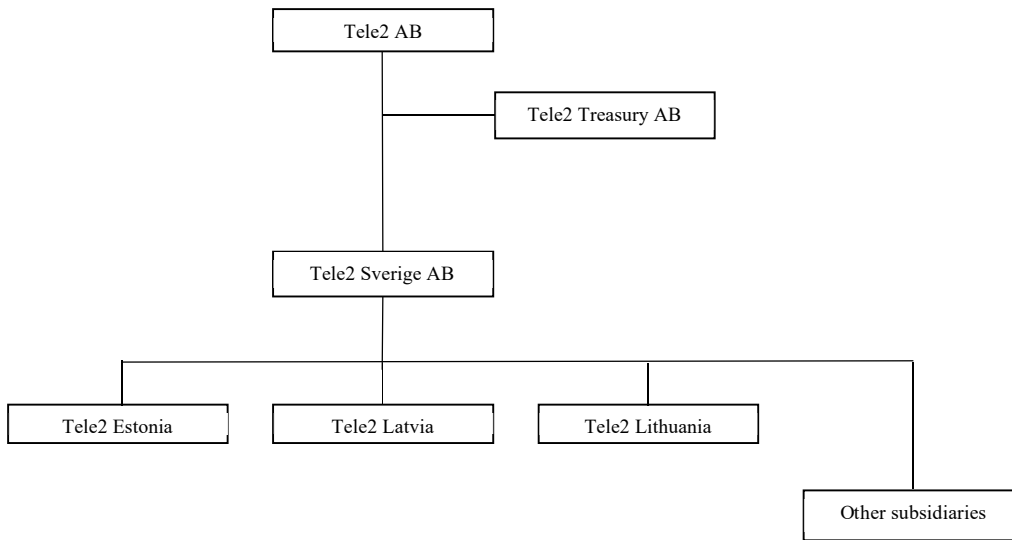 Tele2 AB
Tele2 Treasury AB
Tele2 Sverige AB
Tele2 Estonia
Tele2 Latvia
Tele2 Lithuania
Other subsidiaries